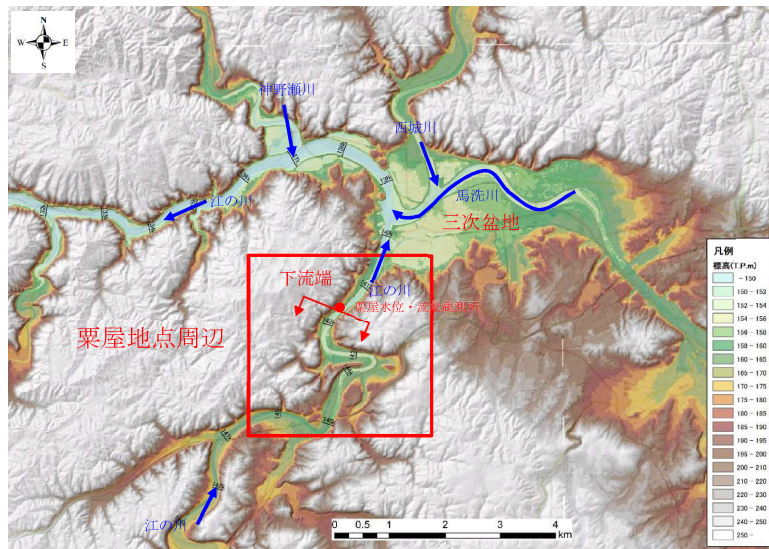 N
W E
S
神野瀬川
西城川
馬洗川
江の川
三次盆地
下流端
江の川
粟屋水位・流量観測所
粟屋地点周辺
江の川
0 0.5 1 2 3 4
km
凡例
標高(T.P.m)
-150
150-152
152-154
154-156
156-158
158-160
160-165
165-170
170-175
175-180
180-185
185-190
190-195
195-200
200-210
210-220
220-230
230-240
240-250
250-